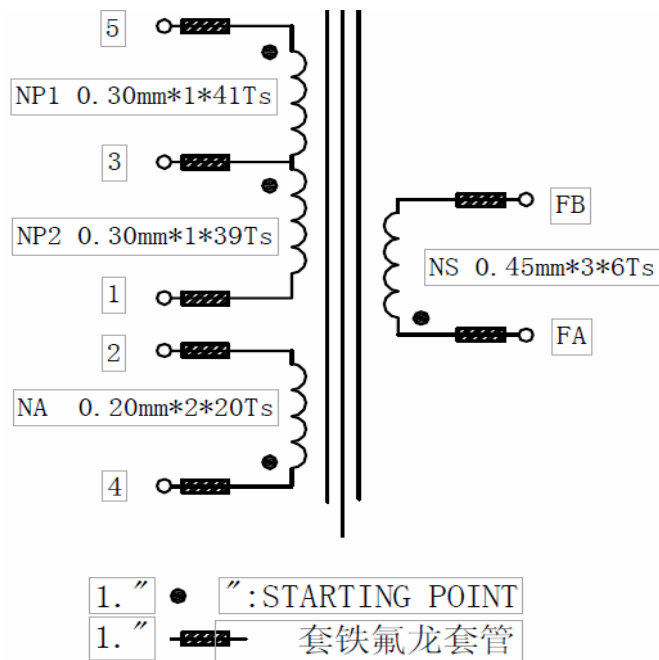 5
NP1 0.30mm*1*41Ts
3
NP2 0.30mm*1*39Ts
1
2
NA 0.20mm*2*20Ts
4
FB
NS 0.45mm*3*6Ts
FA
1.″ ″:STARTING POINT
1.″ 套铁氟龙套管